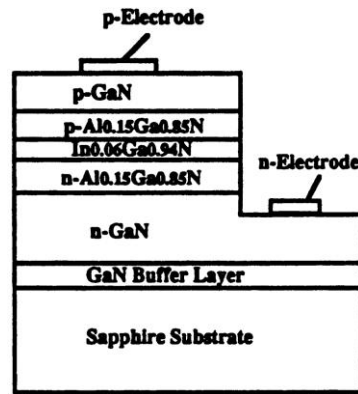 p-Electrode
p-GaN
p-Al0.15Ga0.85N
In0.06Ga0.94N
n-Electrode
n-Al0.15Ga0.85N
n-GaN
GaN Buffer Layer
Sapphire Substrate